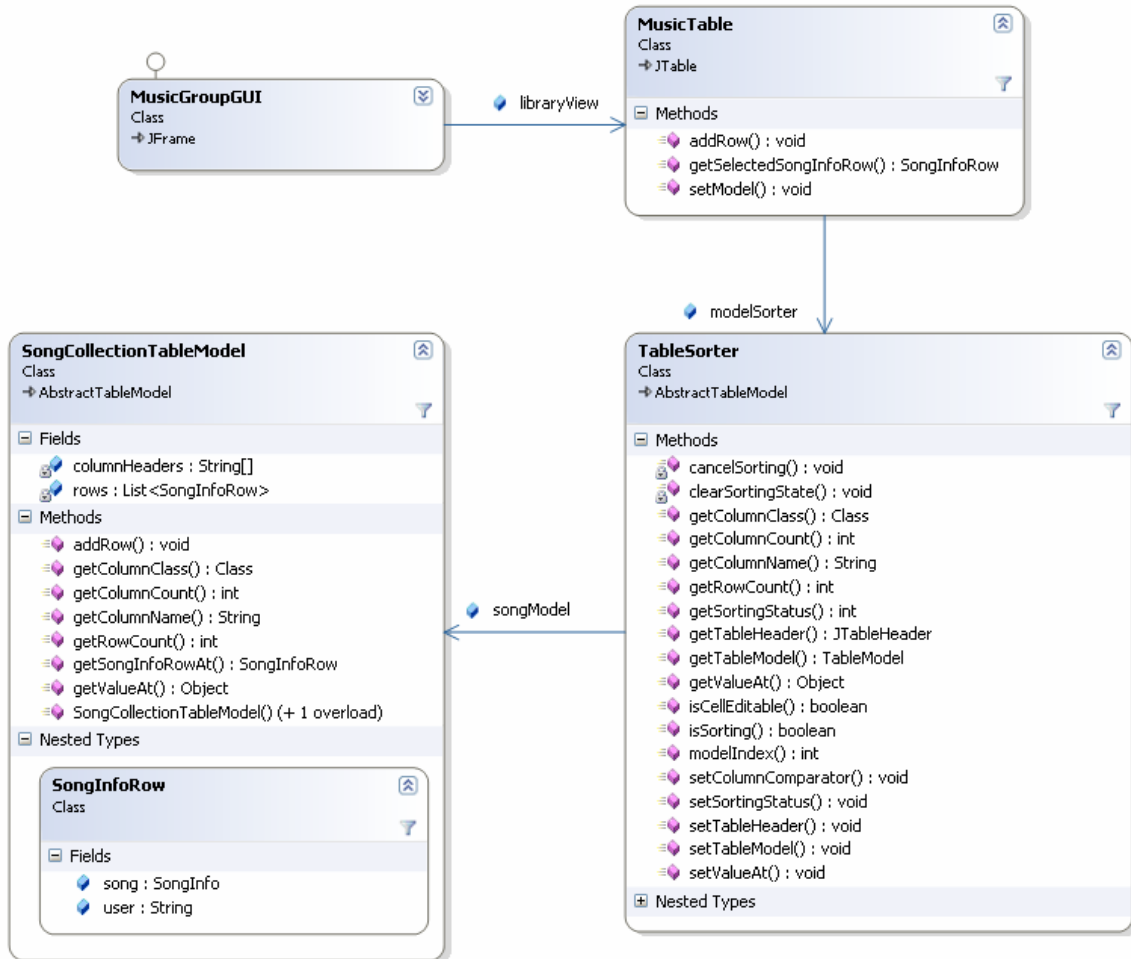 MusicGroupGUI
Class
JFrame
libraryView
MusicTable
Class
JTable
Methods
addRow() : void
getSelectedSongInfoRow() : SongInfoRow
setModel() : void
modelSorter
SongCollectionTableModel
Class
AbstractTableModel
Fields
columnHeaders : String[]
rows : List<SongInfoRow>
Methods
addRow() : void
getColumnClass() : Class
getColumnCount() : int
getColumnName() : String
getRowCount() : int
getSongInfoRowAt() : SongInfoRow
getValueAt() : Object
SongCollectionTableModel() (+ 1 overload)
Nested Types
SongInfoRow
Class
Fields
song : SongInfo
user : String
songModel
TableSorter
Class
AbstractTableModel
Methods
cancelSorting() : void
clearSortingState() : void
getColumnClass() : Class
getColumnCount() : int
getColumnName() : String
getRowCount() : int
getSortingStatus() : int
getTableHeader() : JTableHeader
getTableModel() : TableModel
getValueAt() : Object
isCellEditable() : boolean
isSorting() : boolean
modelIndex() : int
setColumnComparator() : void
setSortingStatus() : void
setTableHeader() : void
setTableModel() : void
setValueAt() : void
Nested Types